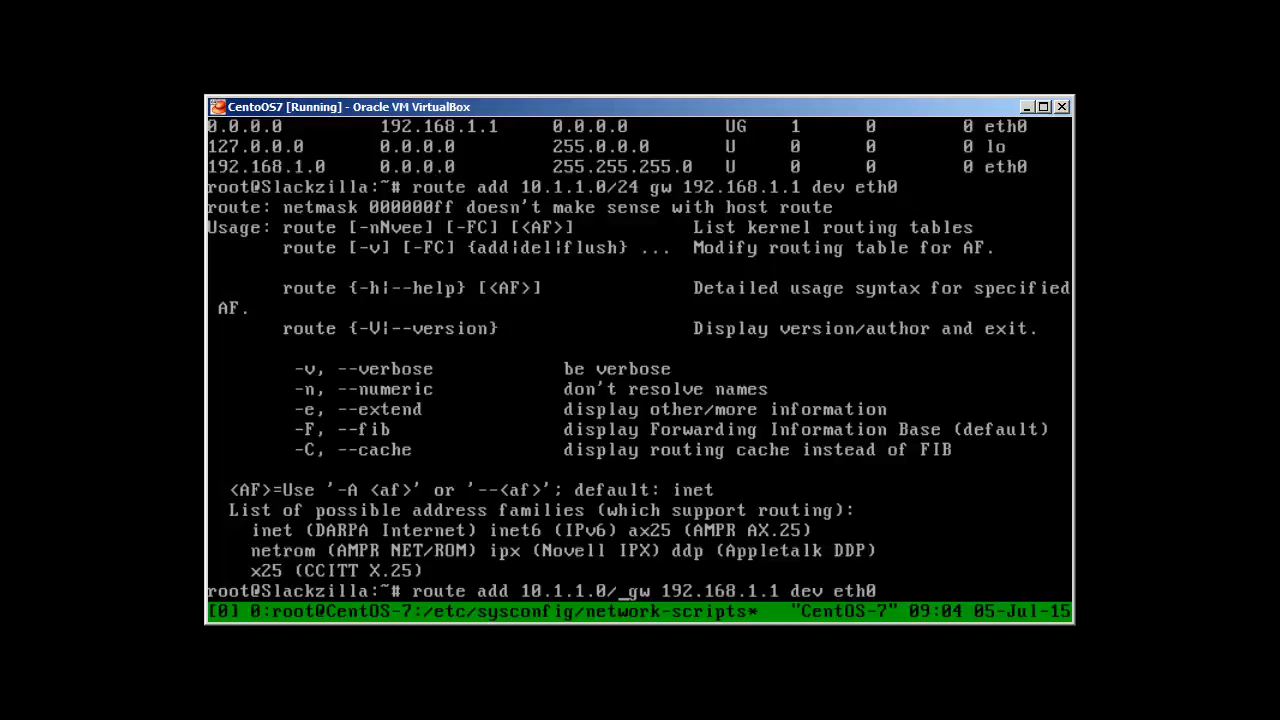 CentoOS7 [Running] - Oracle VM VirtualBox
0.0.0.0 192.168.1.1 0.0.0.0 UG 1 0 0 eth0
127.0.0.0 0.0.0.0 255.0.0.0 U 0 0 0 lo
192.168.1.0 0.0.0.0 255.255.255.0 U 0 0 0 eth0
root@Slackzilla:~# route add 10.1.1.0/24 gw 192.168.1.1 dev eth0
route: netmask 000000ff doesn't make sense with host route
Usage: route [-nNvee] [-FC] [<AF>] List kernel routing tables
route [-v] [-FC] {add|del|flush} ... Modify routing table for AF.
route {-h|--help} [<AF>] Detailed usage syntax for specified
AF.
route {-V|--version} Display version/author and exit.
-v, --verbose be verbose
-n, --numeric don't resolve names
-e, --extend display other/more information
-F, --fib display Forwarding Information Base (default)
-C, --cache display routing cache instead of FIB
<AF>=Use '-A <af>' or '--<af>'; default: inet
List of possible address families (which support routing):
inet (DARPA Internet) inet6 (IPv6) ax25 (AMPR AX.25)
netrom (AMPR NET/ROM) ipx (Novell IPX) ddp (Appletalk DDP)
x25 (CCITT X.25)
root@Slackzilla:~# route add 10.1.1.0/_gw 192.168.1.1 dev eth0
[0] 0:root@CentOS-7:/etc/sysconfig/network-scripts* "CentOS-7" 09:04 05-Jul-15